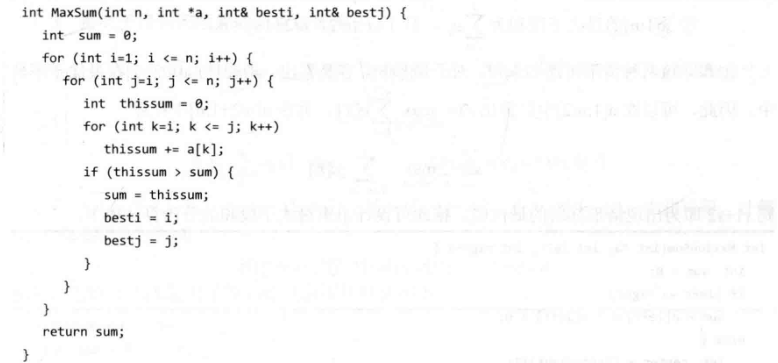 int MaxSum(int n, int *a, int& besti, int& bestj) {
int sum = 0;
for (int i=1; i <= n; i++) {
for (int j=i; j <= n; j++) {
int thissum = 0;
for (int k=i; k <= j; k++)
thissum += a[k];
if (thissum > sum) {
sum = thissum;
besti = i;
bestj = j;
}
}
}
return sum;
}